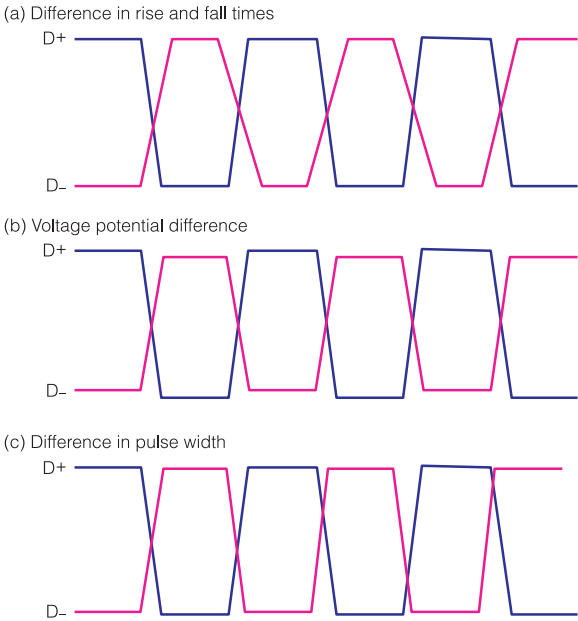 (a) Difference in rise and fall times
D+
D–
(b) Voltage potential difference
D+
D–
(c) Difference in pulse width
D+
D–